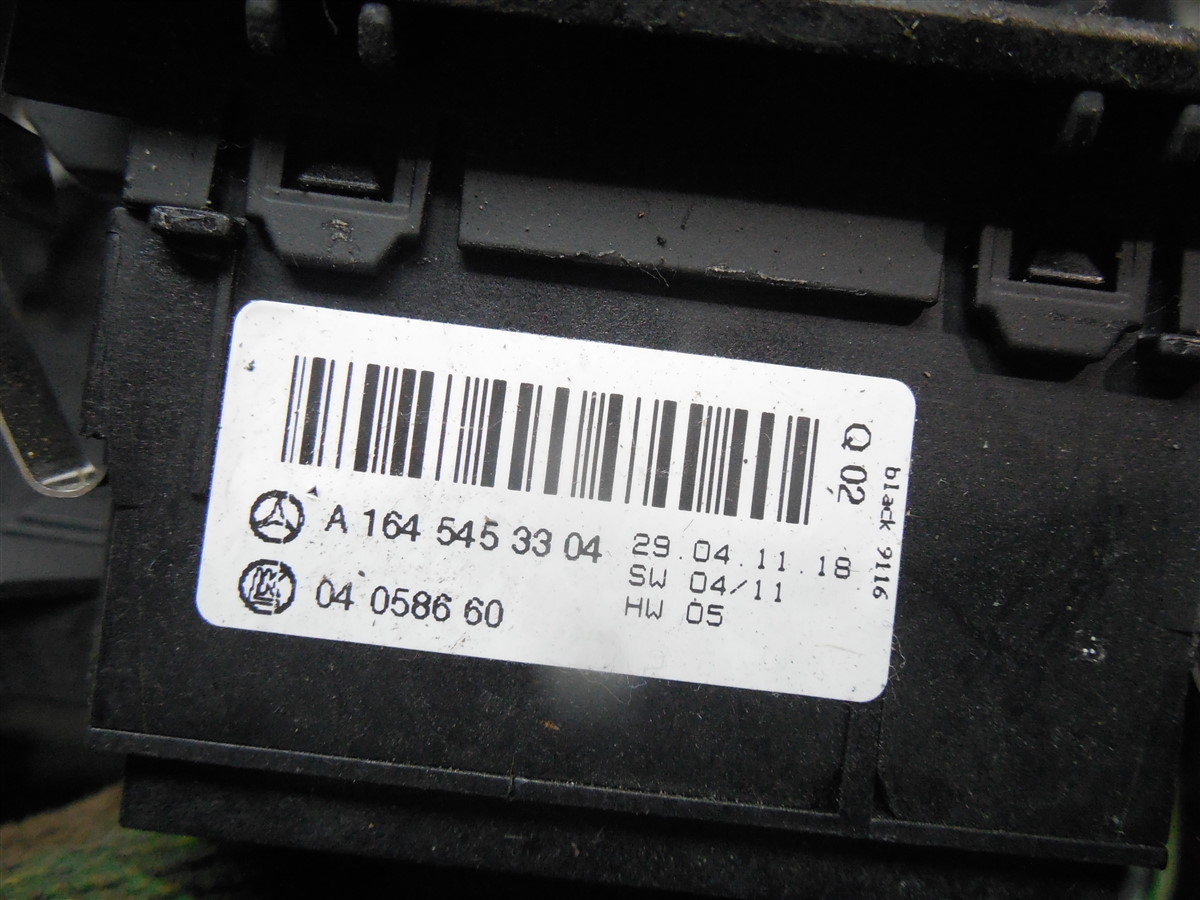 A 164 545 33 04
04 0586 60
29.04.11.18
SW 04/11
HW 05
Q 02
black 9116